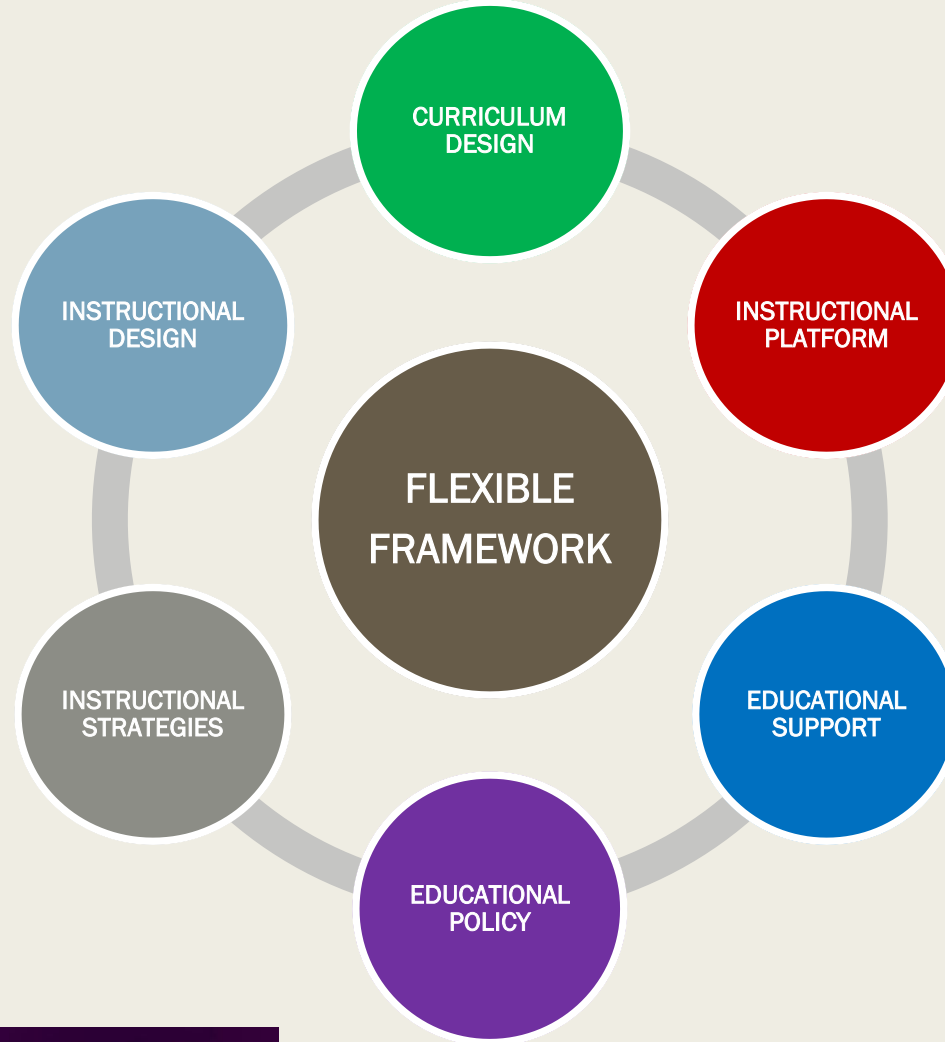 CURRICULUM
DESIGN
INSTRUCTIONAL
PLATFORM
EDUCATIONAL
SUPPORT
EDUCATIONAL
POLICY
INSTRUCTIONAL
STRATEGIES
INSTRUCTIONAL
DESIGN
FLEXIBLE
FRAMEWORK